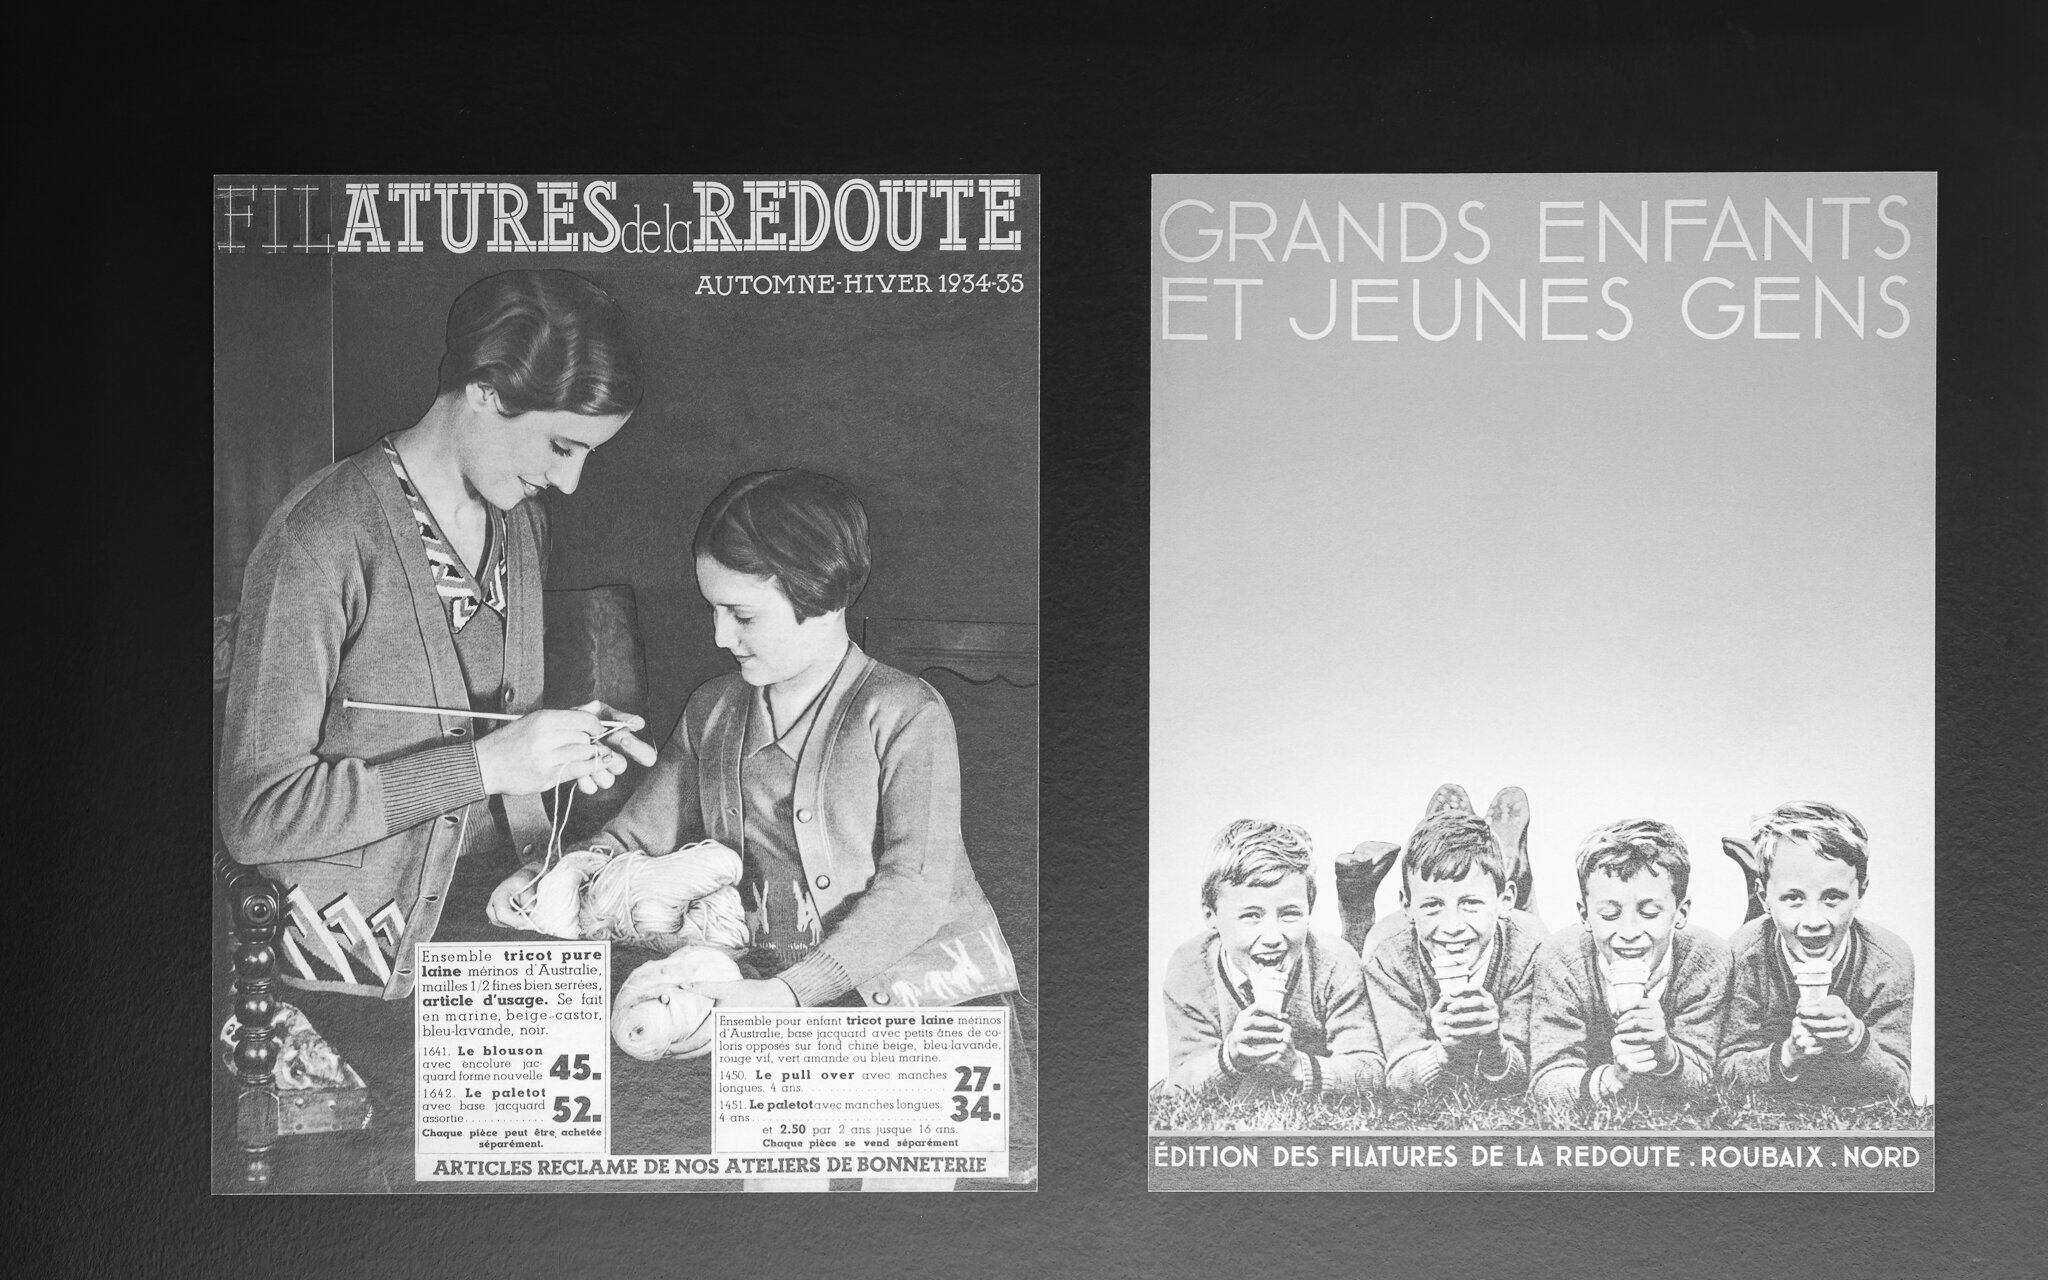 FILATURES de la REDOUTE
AUTOMNE-HIVER 1934-35
Ensemble tricot pure
laine mérinos d'Australie,
mailles 1/2 fines bien serrées,
article d'usage. Se fait
en marine, beige-castor,
bleu-lavande, noir.
1641. Le blouson
avec encolure jac-
quard forme nouvelle 45.
1642. Le paletot
avec base jacquard
assortie............. 52.
Chaque pièce peut être achetée
séparément.
Ensemble pour enfant tricot pure laine mérinos
d'Australie, base jacquard avec petits ânes de co-
loris opposés sur fond chiné beige, bleu-lavande,
rouge vif, vert amande ou bleu marine.
1450. Le pull over avec manches
longues. 4 ans........................ 27.
1451. Le paletot avec manches longues.
4 ans........................ 34.
et 2.50 par 2 ans jusque 16 ans.
Chaque pièce se vend séparément
ARTICLES RECLAME DE NOS ATELIERS DE BONNETERIE
GRANDS ENFANTS
ET JEUNES GENS
ÉDITION DES FILATURES DE LA REDOUTE . ROUBAIX . NORD